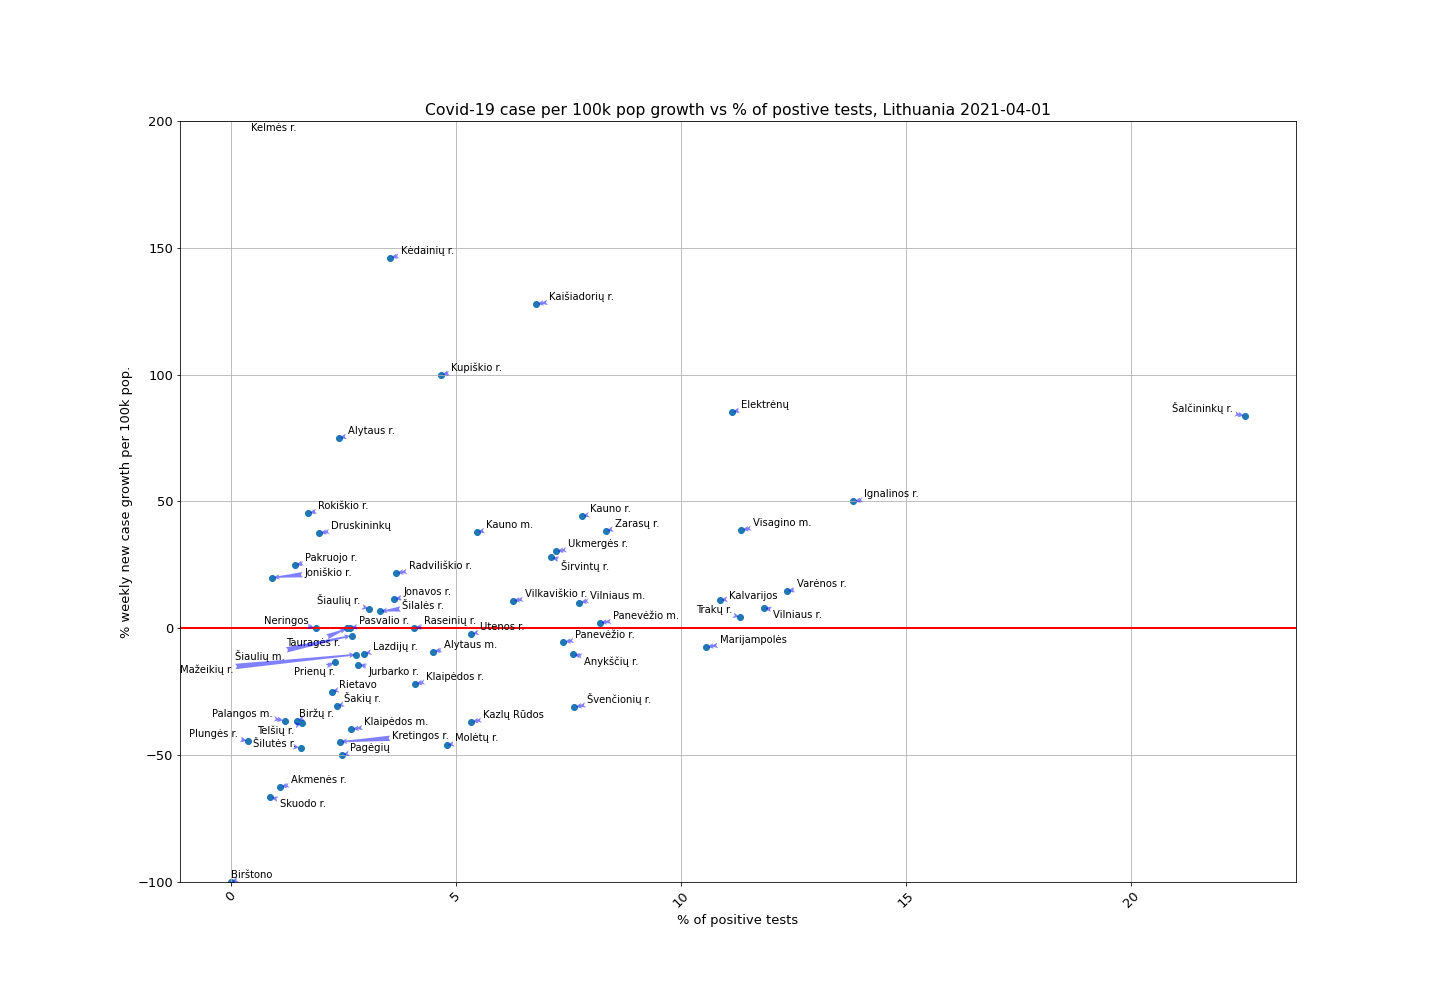 Covid-19 case per 100k pop growth vs % of postive tests, Lithuania 2021-04-01
200
Kelmės r.
150
Kėdainių r.
Kaišiadorių r.
100
Kupiškio r.
Elektrėnų
Šalčininkų r.
Alytaus r.
50
Ignalinos r.
Rokiškio r.
Kauno r.
Druskininkų
Kauno m.
Zarasų r.
Visagino m.
Ukmergės r.
Pakruojo r.
Širvintų r.
Joniškio r.
Radviliškio r.
Varėnos r.
Jonavos r.
Vilkaviškio r.
Vilniaus m.
Kalvarijos
Šiaulių r.
Šilalės r.
Trakų r.
Vilniaus r.
Panevėžio m.
0
Neringos
Pasvalio r.
Raseinių r.
Utenos r.
Panevėžio r.
Marijampolės
Tauragės r.
Lazdijų r.
Alytaus m.
Šiaulių m.
Anykščių r.
Mažeikių r.
Prienų r.
Jurbarko r.
Klaipėdos r.
Rietavo
Šakių r.
Švenčionių r.
Palangos m.
Biržų r.
Kazlų Rūdos
Klaipėdos m.
Telšių r.
Plungės r.
Kretingos r.
Molėtų r.
Šilutės r.
Pagėgių
−50
Akmenės r.
Skuodo r.
Birštono
−100
0
5
10
15
20
% of positive tests
% weekly new case growth per 100k pop.